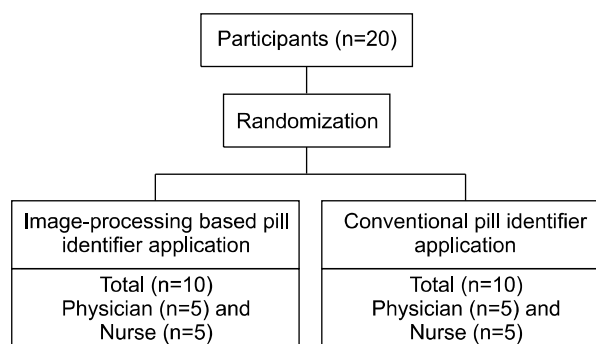 Participants (n=20)
Randomization
Image-processing based pill
identifier application
Total (n=10)
Physician (n=5) and
Nurse (n=5)
Conventional pill identifier
application
Total (n=10)
Physician (n=5) and
Nurse (n=5)